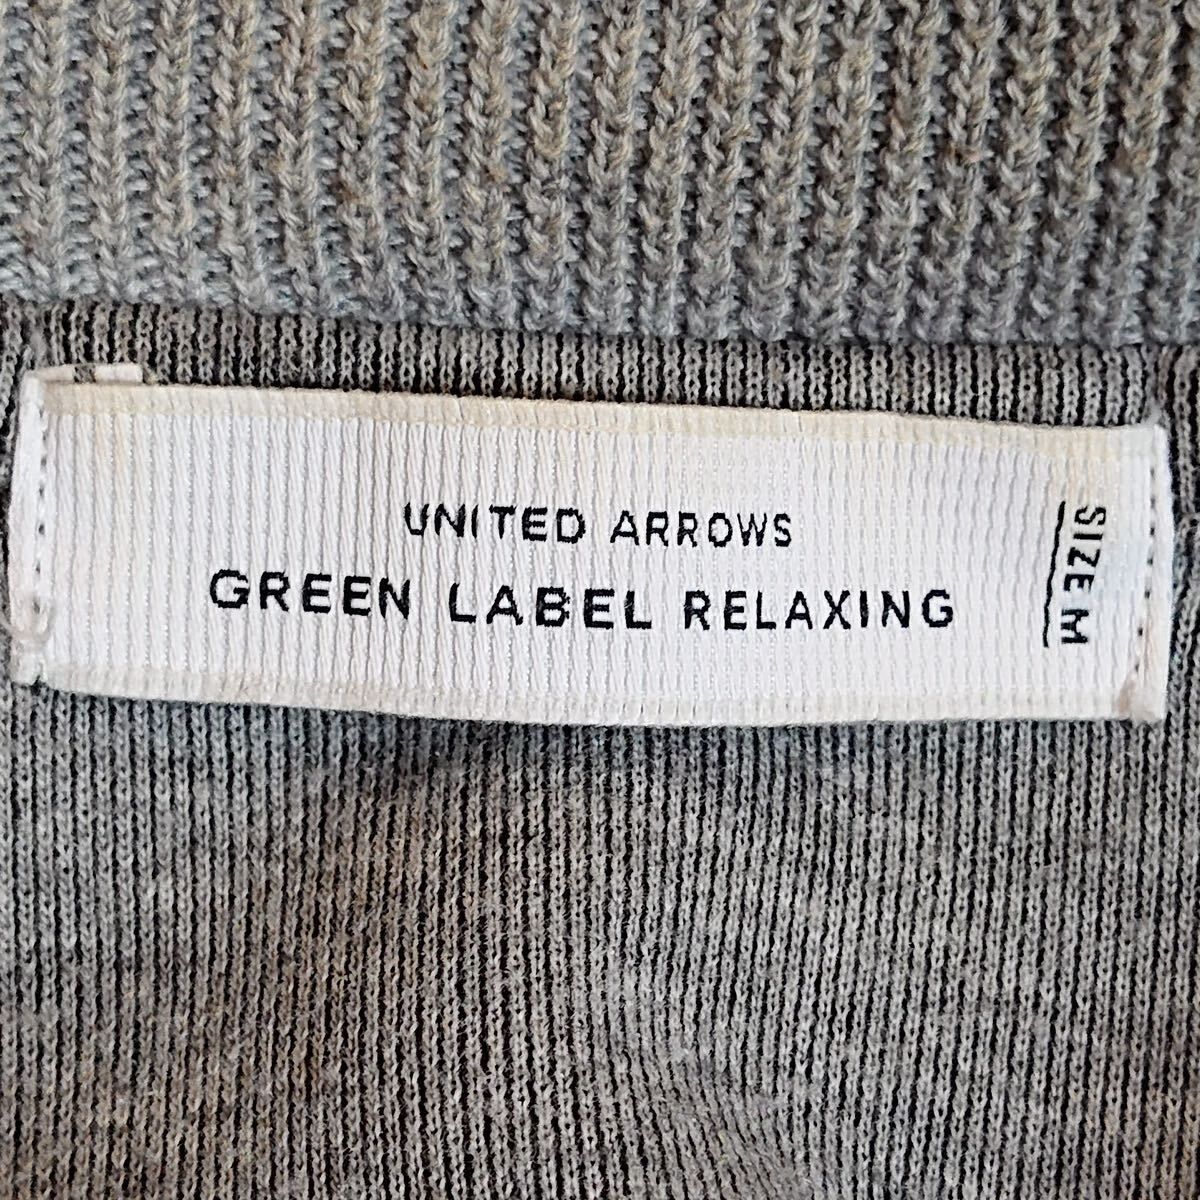 UNITED ARROWS
GREEN LABEL RELAXING
SIZE M